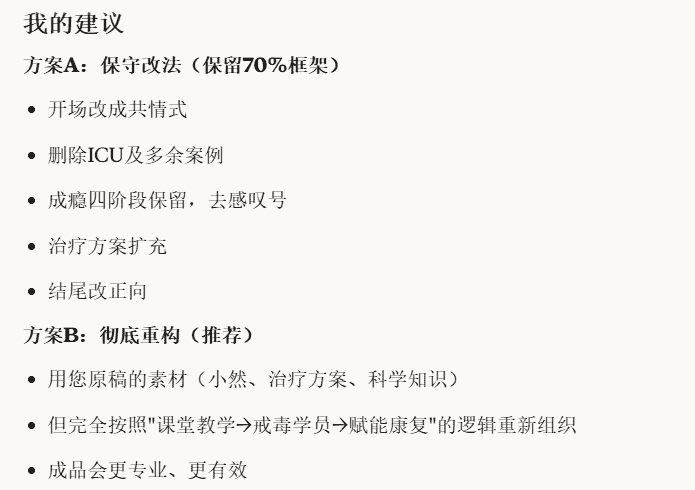 我的建议
方案A：保守改法（保留70%框架）
• 开场改成共情式
• 删除ICU及多余案例
• 成瘾四阶段保留，去感叹号
• 治疗方案扩充
• 结尾改正向
方案B：彻底重构（推荐）
• 用您原稿的素材（小然、治疗方案、科学知识）
• 但完全按照"课堂教学→戒毒学员→赋能康复"的逻辑重新组织
• 成品会更专业、更有效